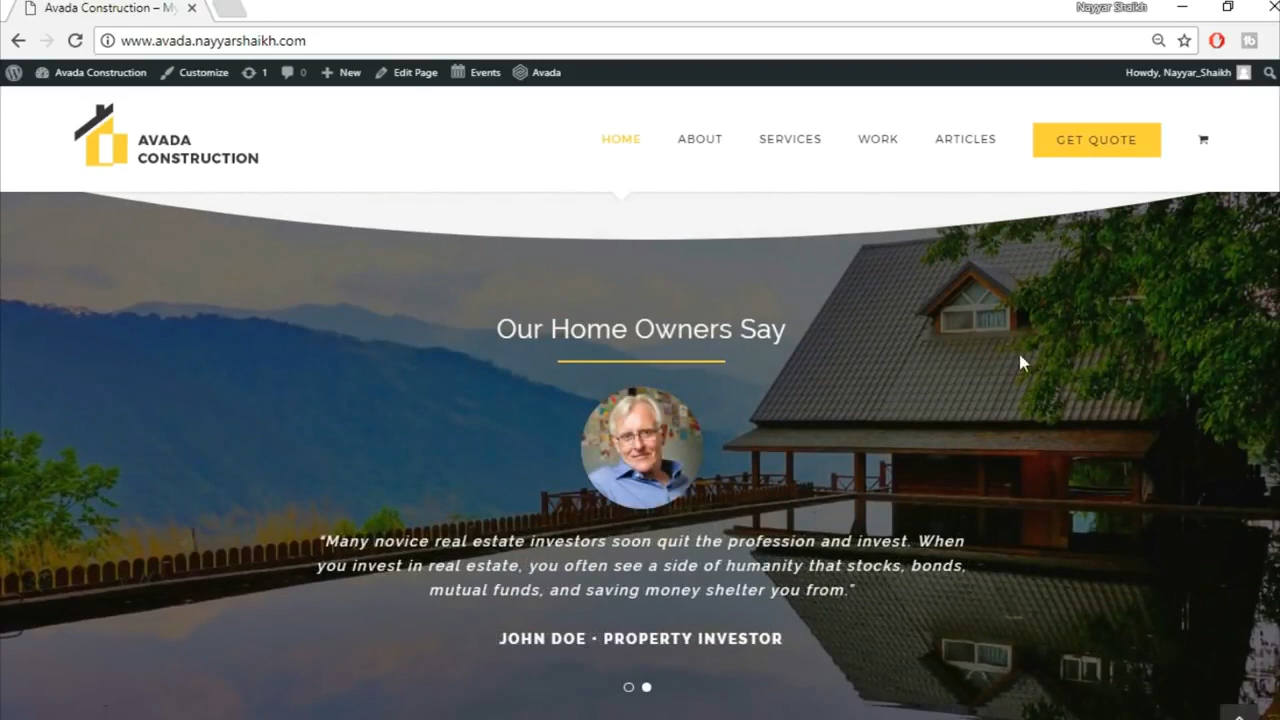 Avada Construction – My
Nayyar Shaikh
www.avada.nayyarshaikh.com
Avada Construction Customize 1 0 New Edit Page Events Avada Howdy, Nayyar_Shaikh
AVADA
CONSTRUCTION
HOME ABOUT SERVICES WORK ARTICLES GET QUOTE
Our Home Owners Say
“Many novice real estate investors soon quit the profession and invest. When
you invest in real estate, you often see a side of humanity that stocks, bonds,
mutual funds, and saving money shelter you from.”
JOHN DOE · PROPERTY INVESTOR